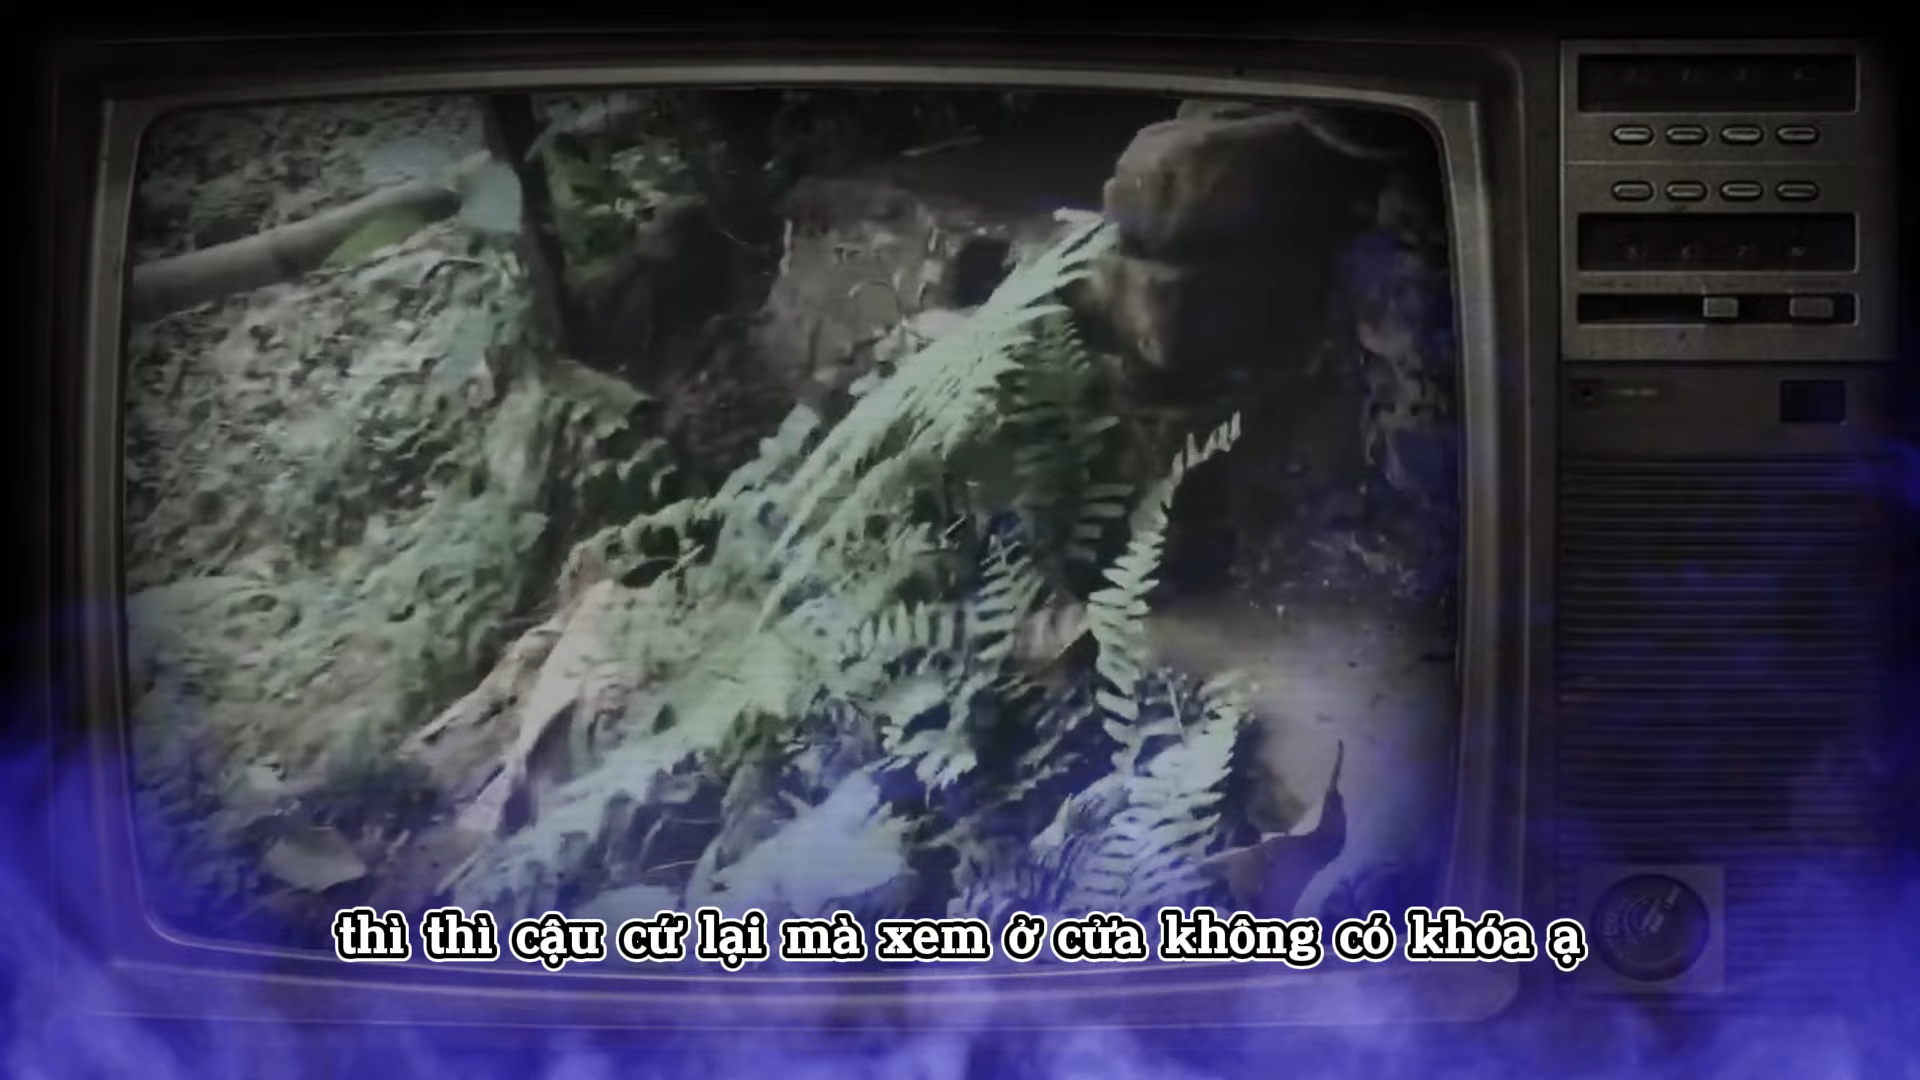 thì thì cậu cứ lại mà xem ở cửa không có khóa ạ